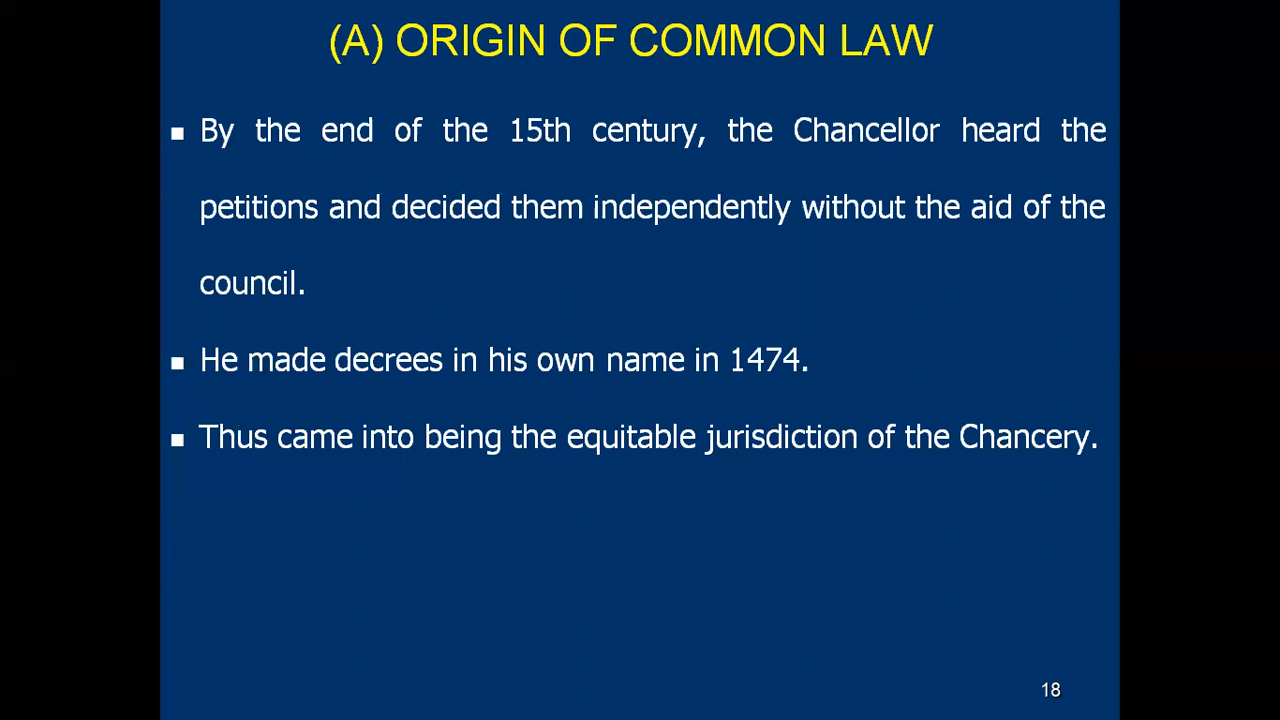 (A) ORIGIN OF COMMON LAW
▪ By the end of the 15th century, the Chancellor heard the
petitions and decided them independently without the aid of the
council.
▪ He made decrees in his own name in 1474.
▪ Thus came into being the equitable jurisdiction of the Chancery.
18